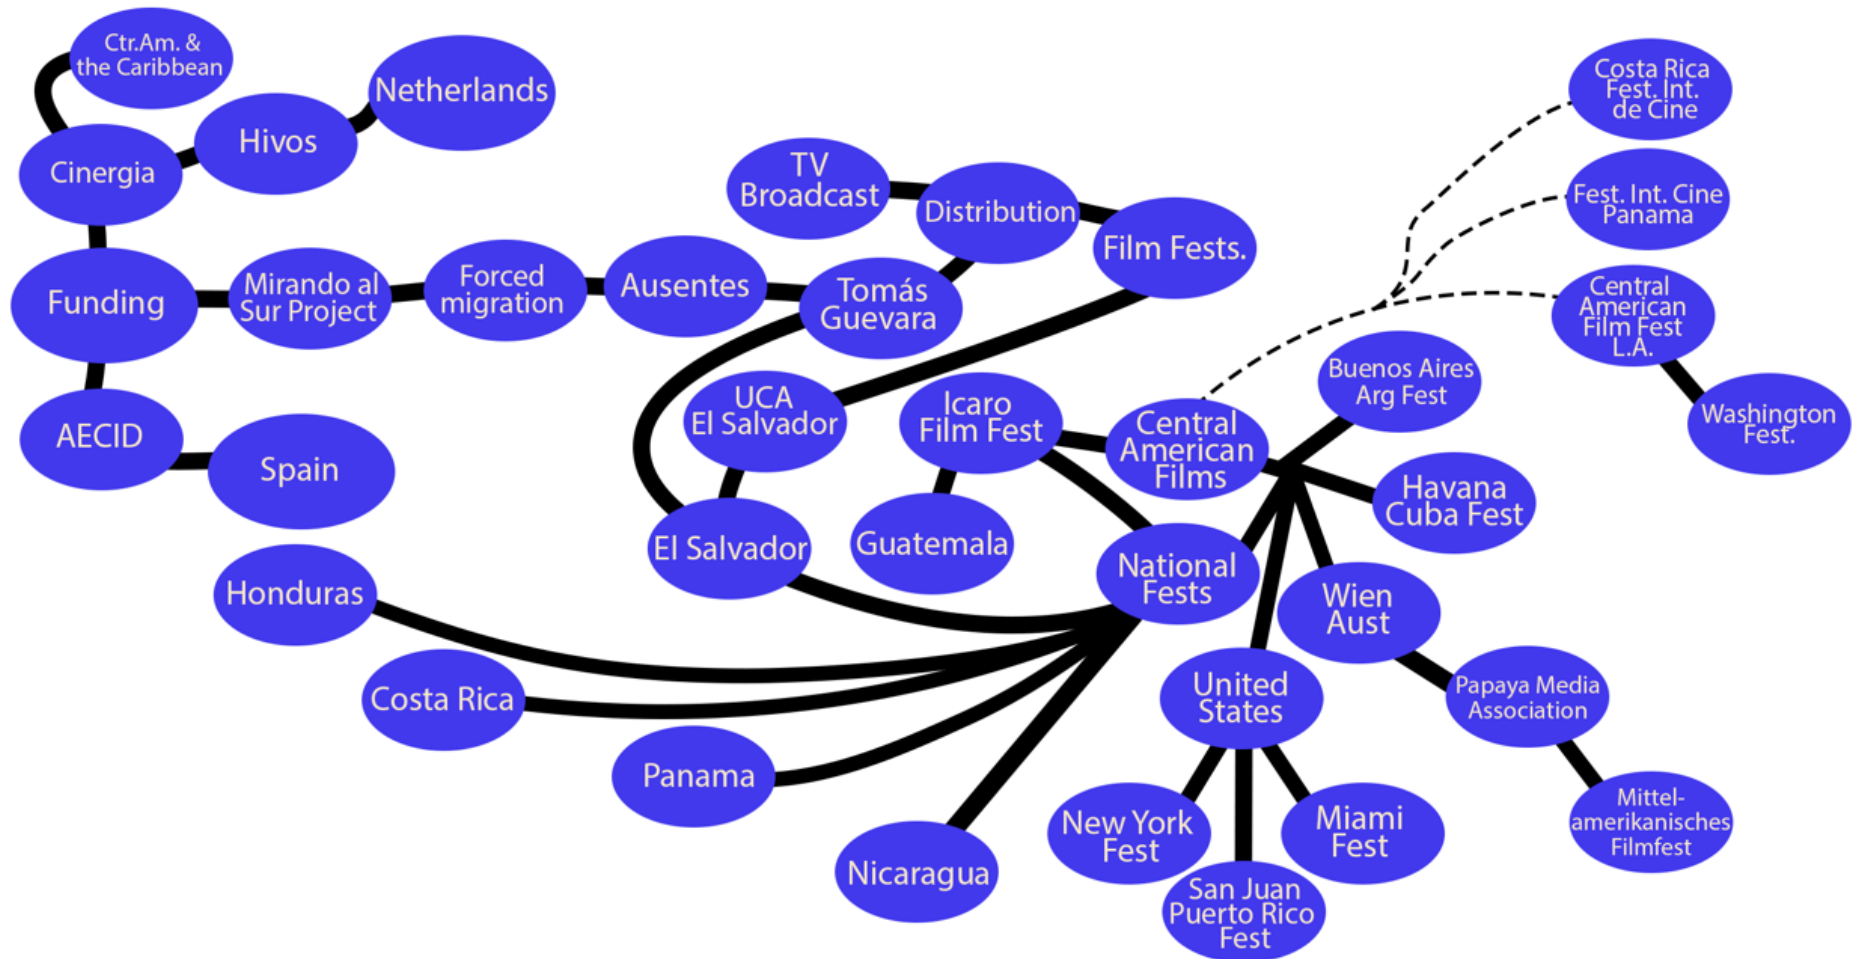 Ctr.Am. &
the Caribbean
Netherlands
Hivos
Cinergia
Funding
Mirando al
Sur Project
Forced
migration
Ausentes
Tomás
Guevara
TV
Broadcast
Distribution
Film Fests.
AECID
Spain
UCA
El Salvador
El Salvador
Icaro
Film Fest
Guatemala
Central
American
Films
National
Fests
Honduras
Costa Rica
Panama
Nicaragua
Costa Rica
Fest. Int.
de Cine
Fest. Int. Cine
Panama
Central
American
Film Fest
L.A.
Washington
Fest.
Buenos Aires
Arg Fest
Havana
Cuba Fest
Wien
Aust
Papaya Media
Association
Mittel-
amerikanisches
Filmfest
United
States
New York
Fest
San Juan
Puerto Rico
Fest
Miami
Fest